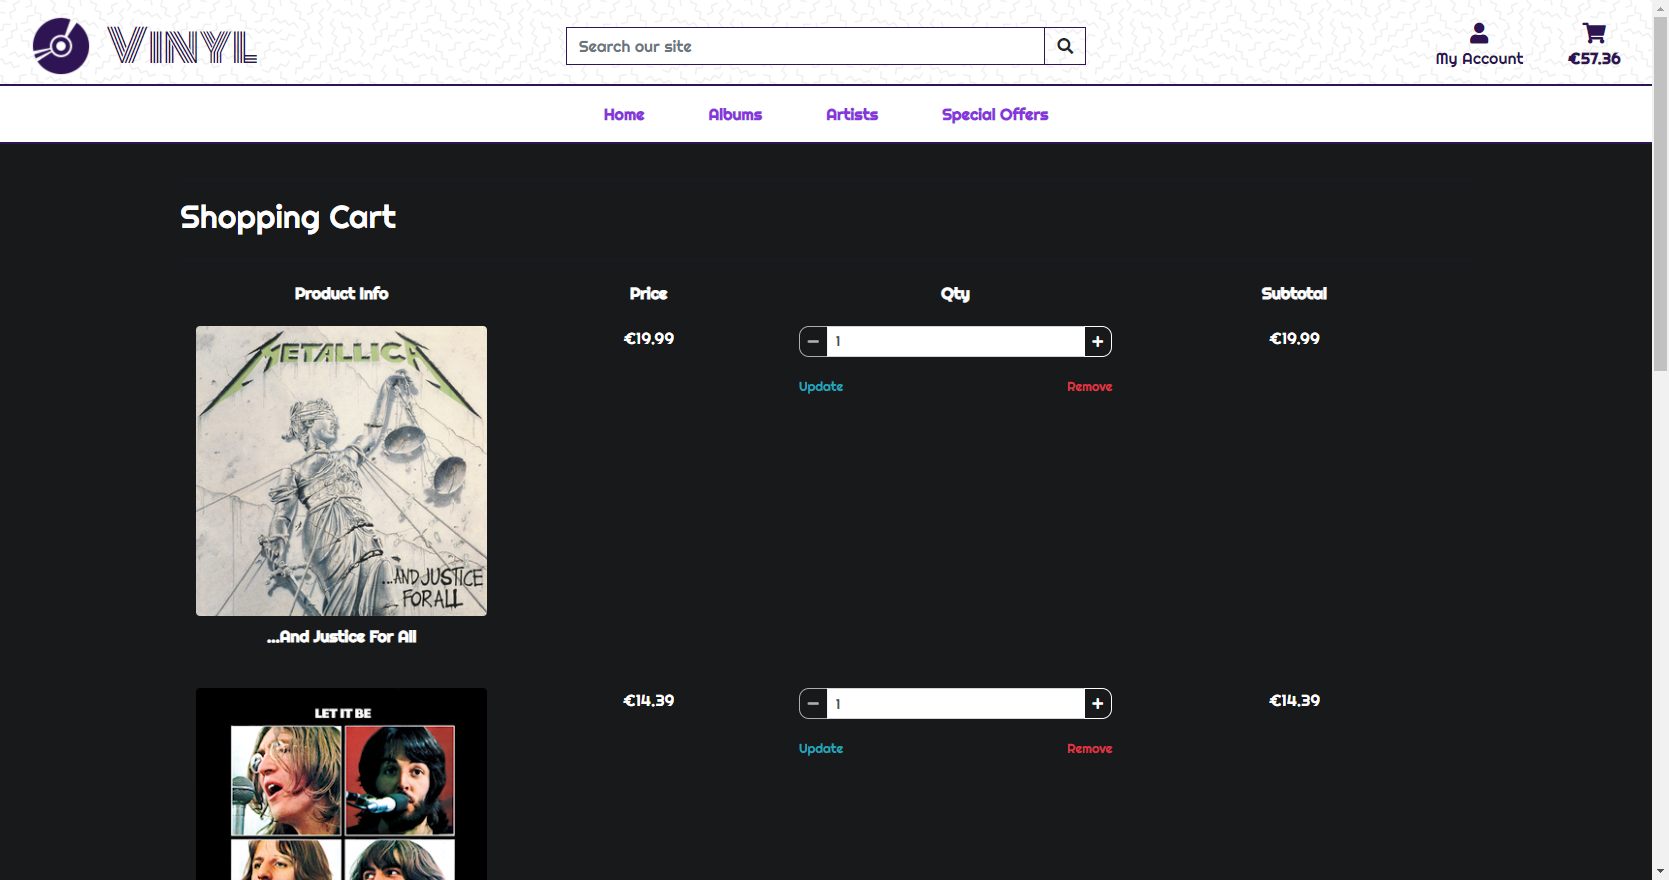 VINYL
Search our site
My Account
€57.36
Home
Albums
Artists
Special Offers
Shopping Cart
Product Info
Price
Qty
Subtotal
METALLICA
...AND JUSTICE
FOR ALL
€19.99
1
€19.99
Update
Remove
...And Justice For All
LET IT BE
€14.39
1
€14.39
Update
Remove